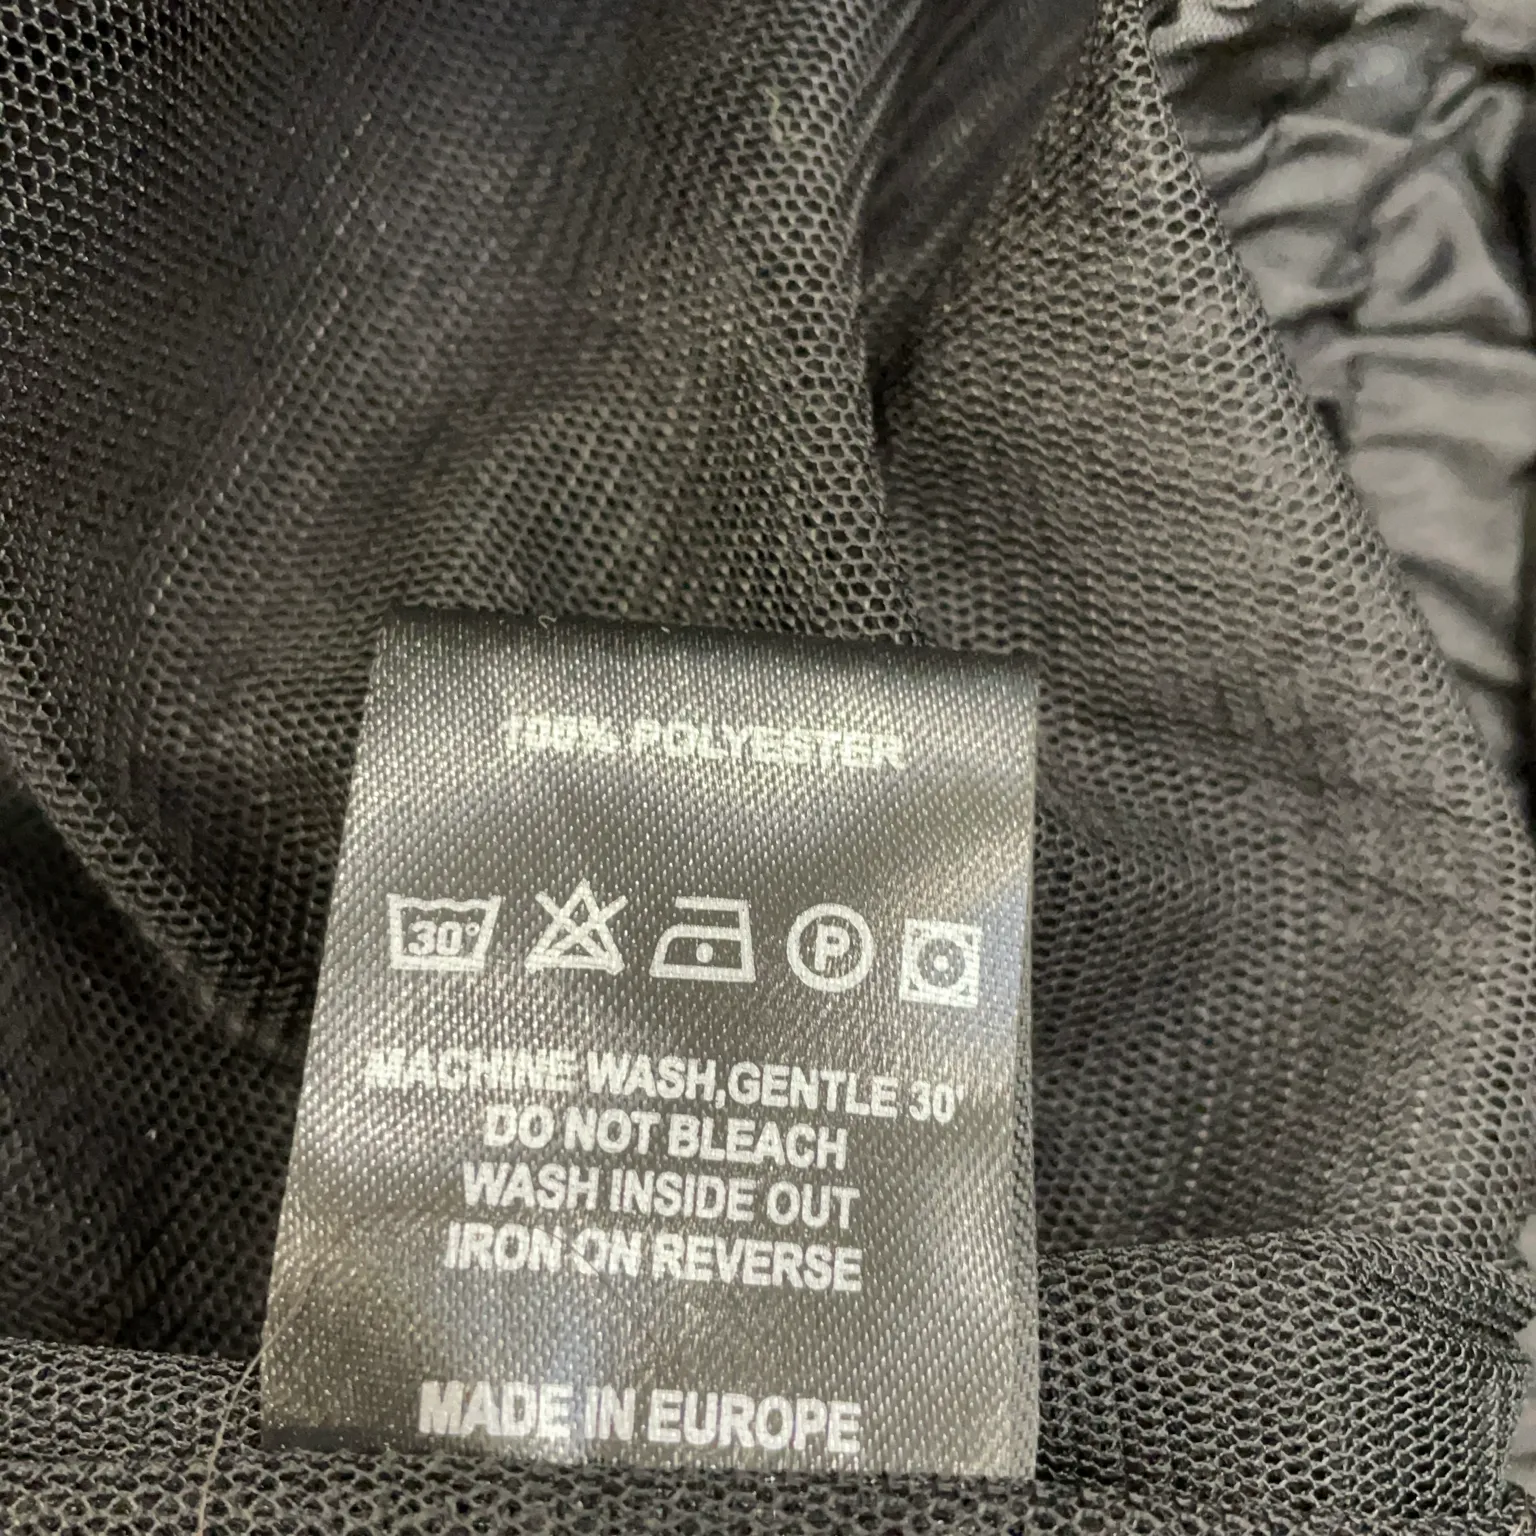 100% POLYESTER
30°
P
MACHINE WASH,GENTLE 30'
DO NOT BLEACH
WASH INSIDE OUT
IRON ON REVERSE
MADE IN EUROPE